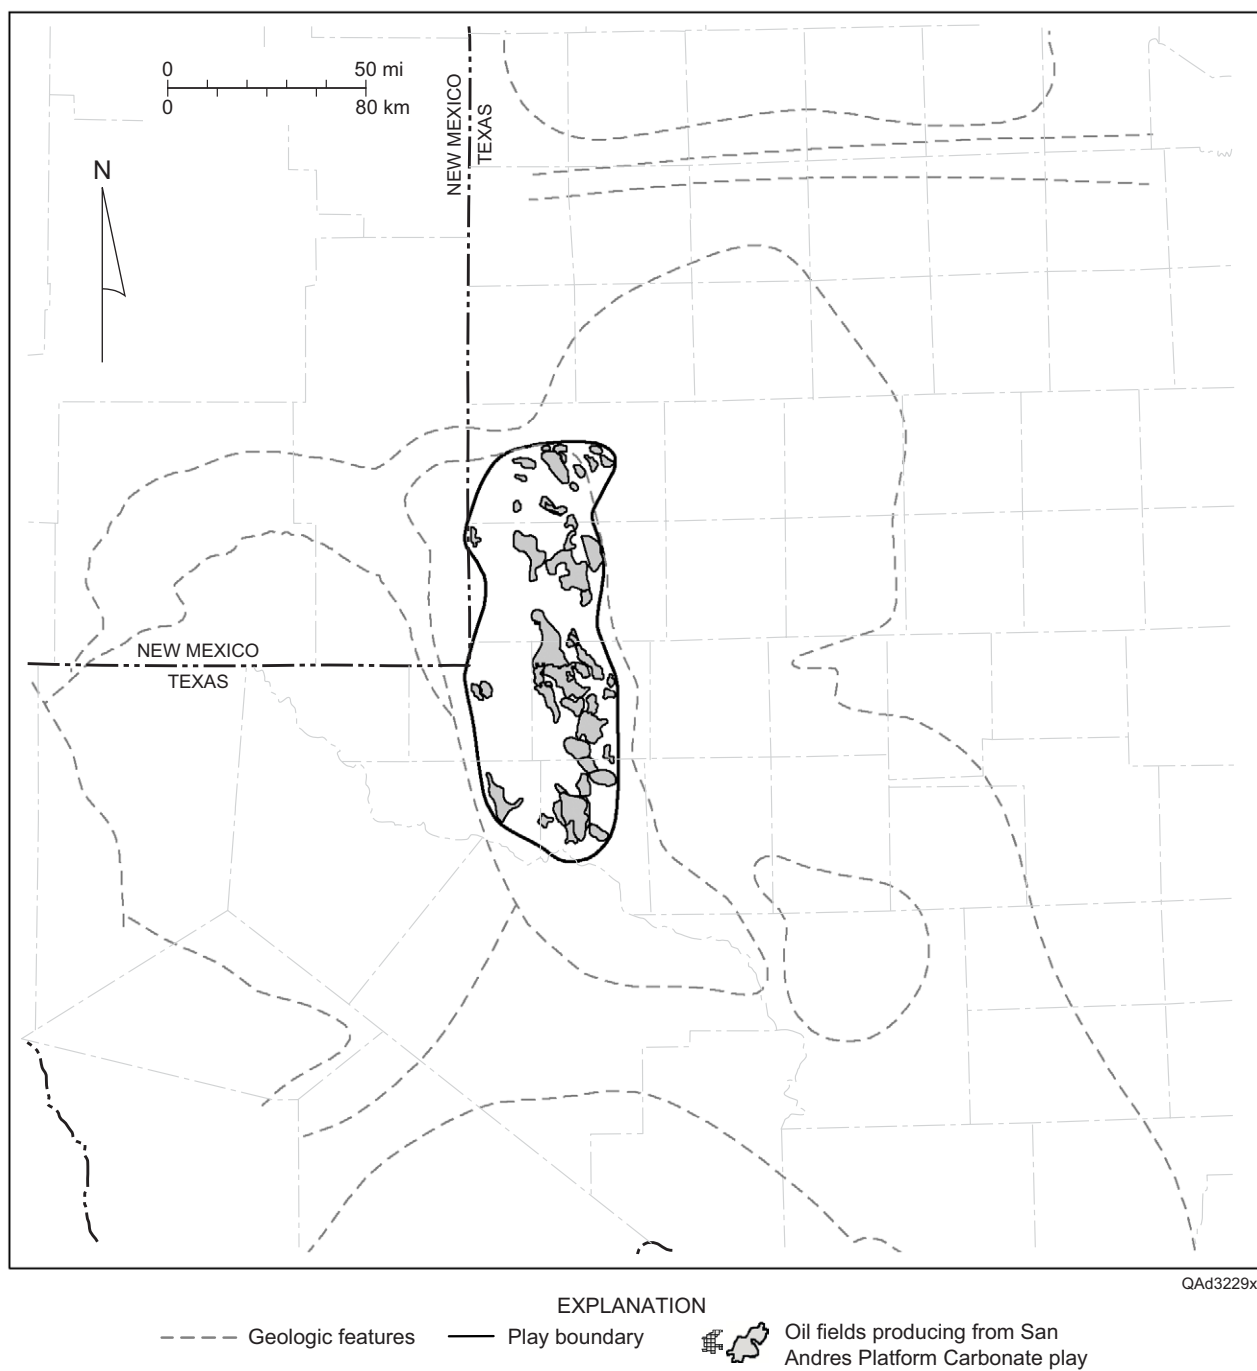 0 50 mi
0 80 km
NEW MEXICO
TEXAS
N
NEW MEXICO
TEXAS
QAd3229x
EXPLANATION
Geologic features
Play boundary
Oil fields producing from San
Andres Platform Carbonate play